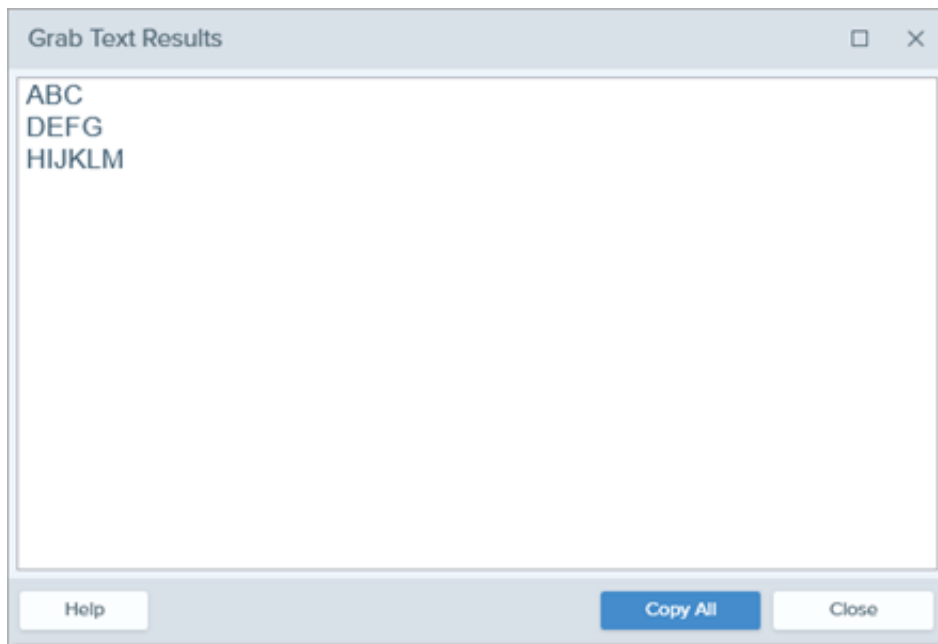 Grab Text Results
ABC
DEFG
HIJKLM
Help
Copy All
Close